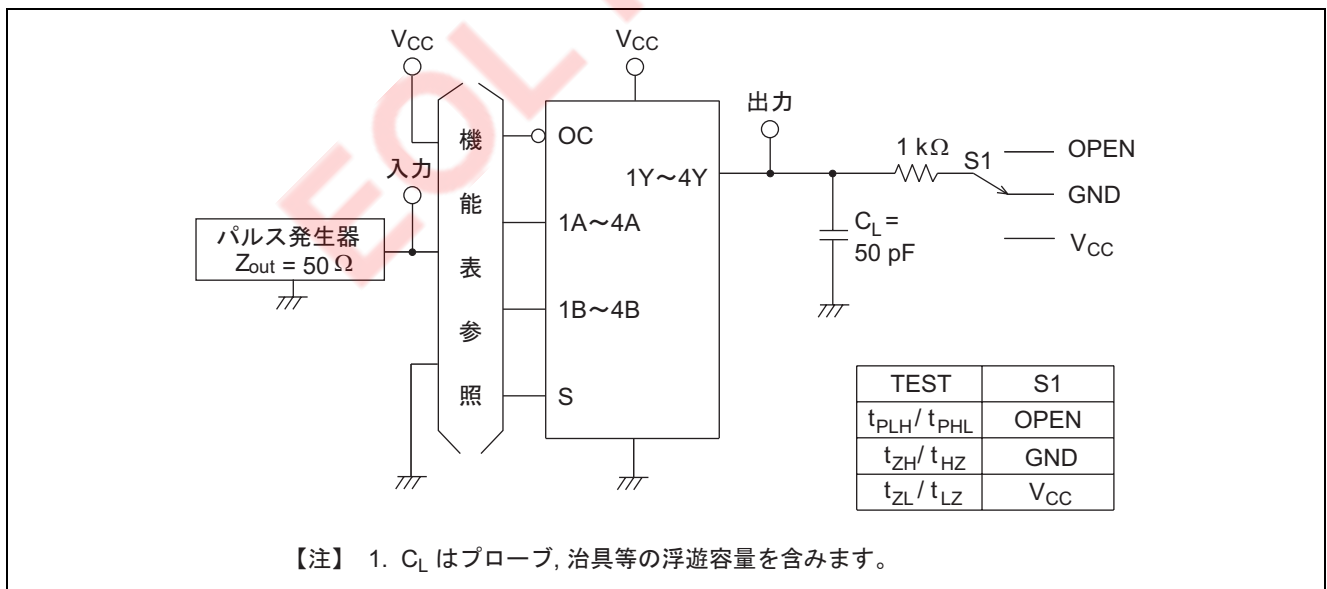 EOL
VCC
VCC
出力
入力
機能表参照
OC
1A～4A
1B～4B
S
1Y～4Y
パルス発生器
Zout = 50 Ω
1 kΩ
S1
OPEN
GND
VCC
CL =
50 pF
TEST S1
tPLH / tPHL OPEN
tZH / tHZ GND
tZL / tLZ VCC
【注】 1. CL はプローブ, 治具等の浮遊容量を含みます。